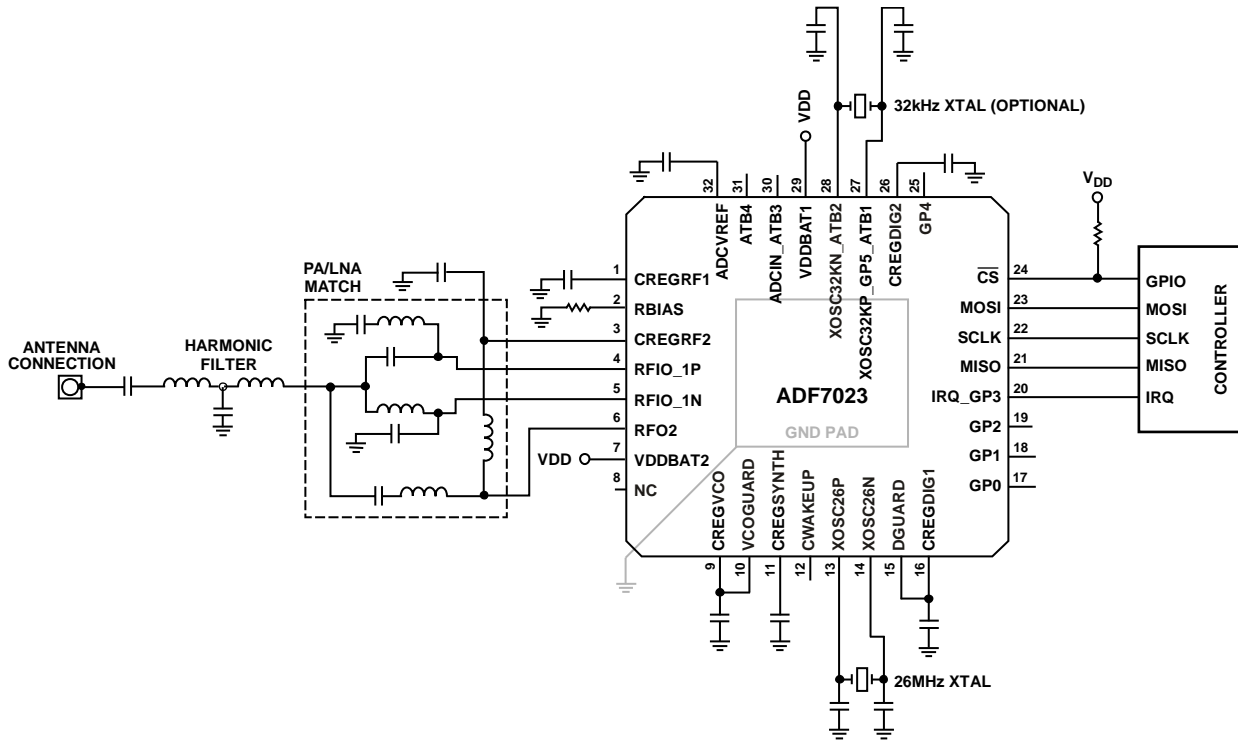 32kHz XTAL (OPTIONAL)
VDD
32
31
30
29
28
27
26
25
ADCVREF
ATB4
ADCIN_ATB3
VDDBAT1
XOSC32KN_ATB2
XOSC32KP_GP5_ATB1
CREGDIG2
GP4
VDD
PA/LNA
MATCH
ANTENNA
CONNECTION
HARMONIC
FILTER
1
CREGRF1
2
RBIAS
3
CREGRF2
4
RFIO_1P
5
RFIO_1N
6
RFO2
VDD
7
VDDBAT2
8
NC
ADF7023
GND PAD
CS
24
MOSI
23
SCLK
22
MISO
21
IRQ_GP3
20
GP2
19
GP1
18
GP0
17
GPIO
MOSI
SCLK
MISO
IRQ
CONTROLLER
CREGVCO
VCOGUARD
CREGSYNTH
CWAKEUP
XOSC26P
XOSC26N
DGUARD
CREGDIG1
9
10
11
12
13
14
15
16
26MHz XTAL